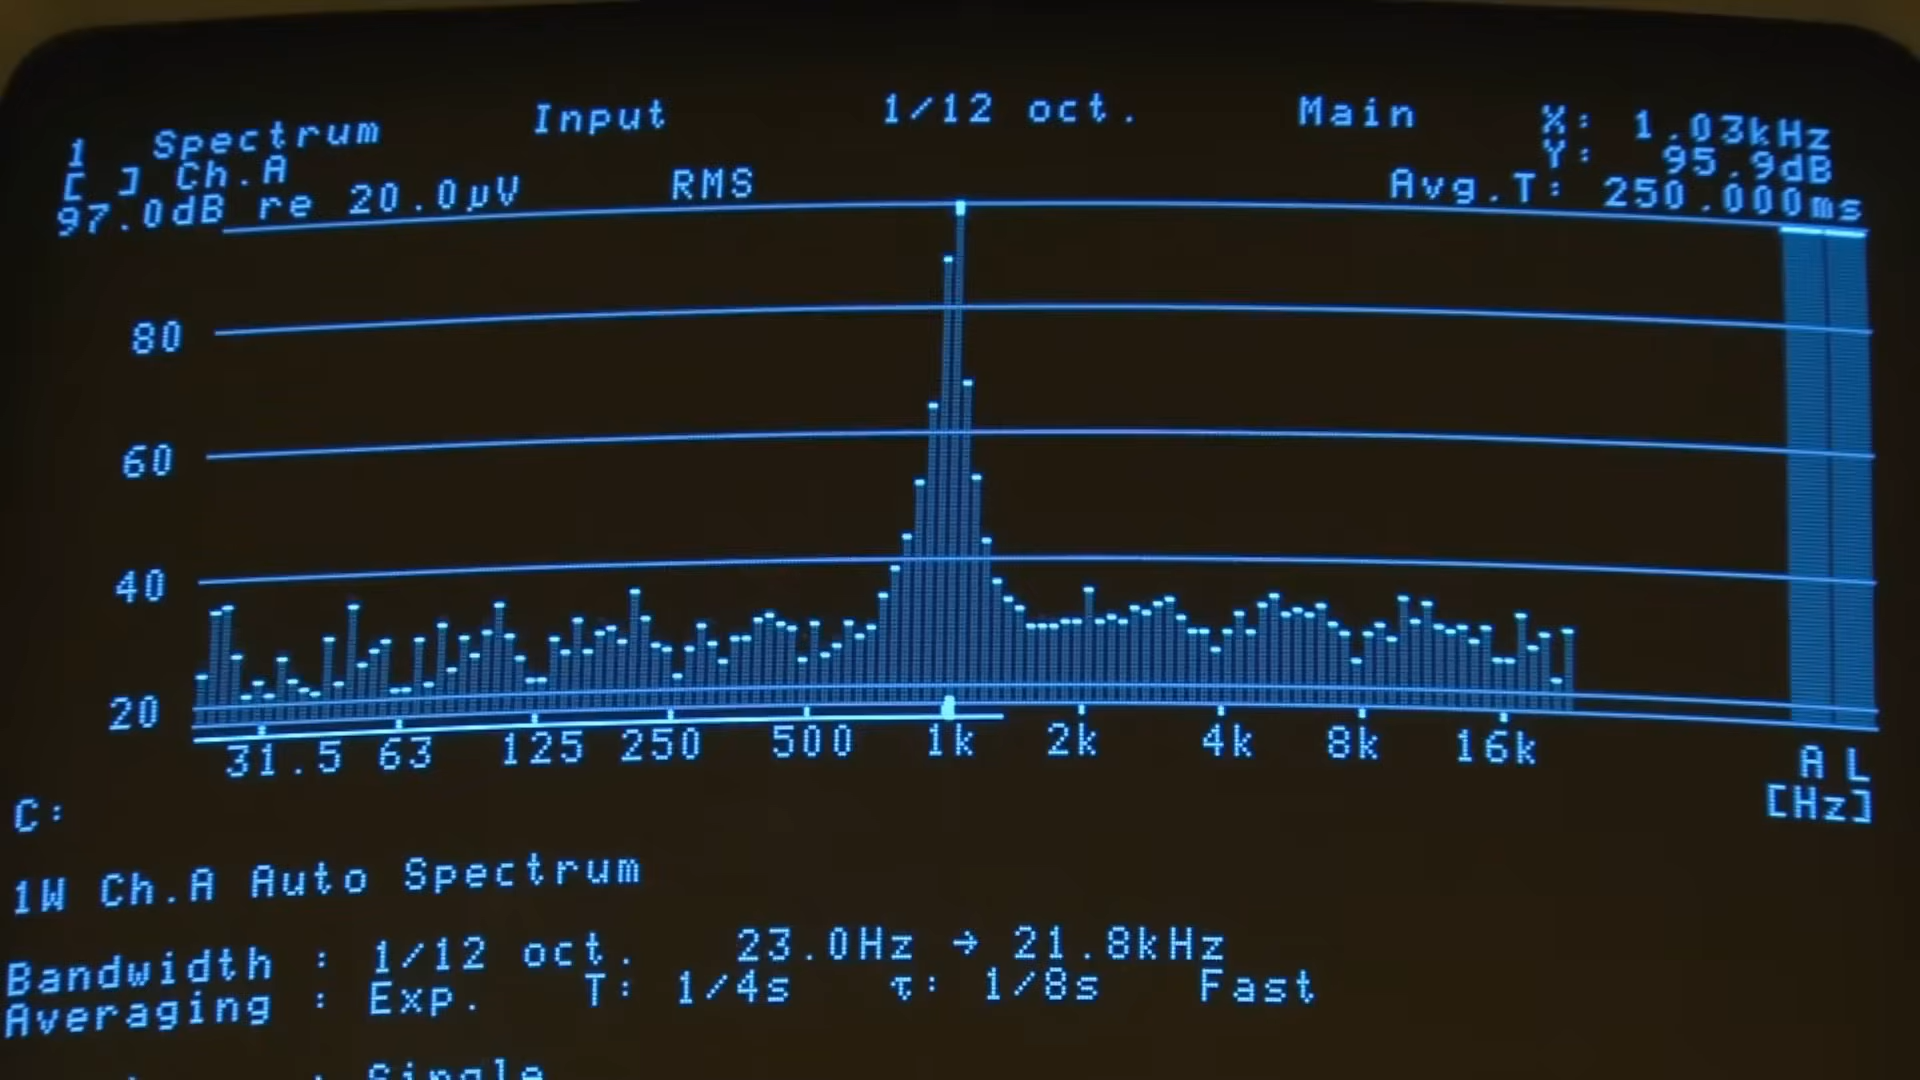 1 Spectrum Input 1/12 oct. Main X: 1.03kHz
[ ] Ch.A Y: 95.9dB
97.0dB re 20.0µV RMS Avg.T: 250.000ms
80
60
40
20
31.5 63 125 250 500 1k 2k 4k 8k 16k A L
[Hz]
C:
1W Ch.A Auto Spectrum
Bandwidth : 1/12 oct. 23.0Hz → 21.8kHz
Averaging : Exp. T: 1/4s τ: 1/8s Fast
: Single